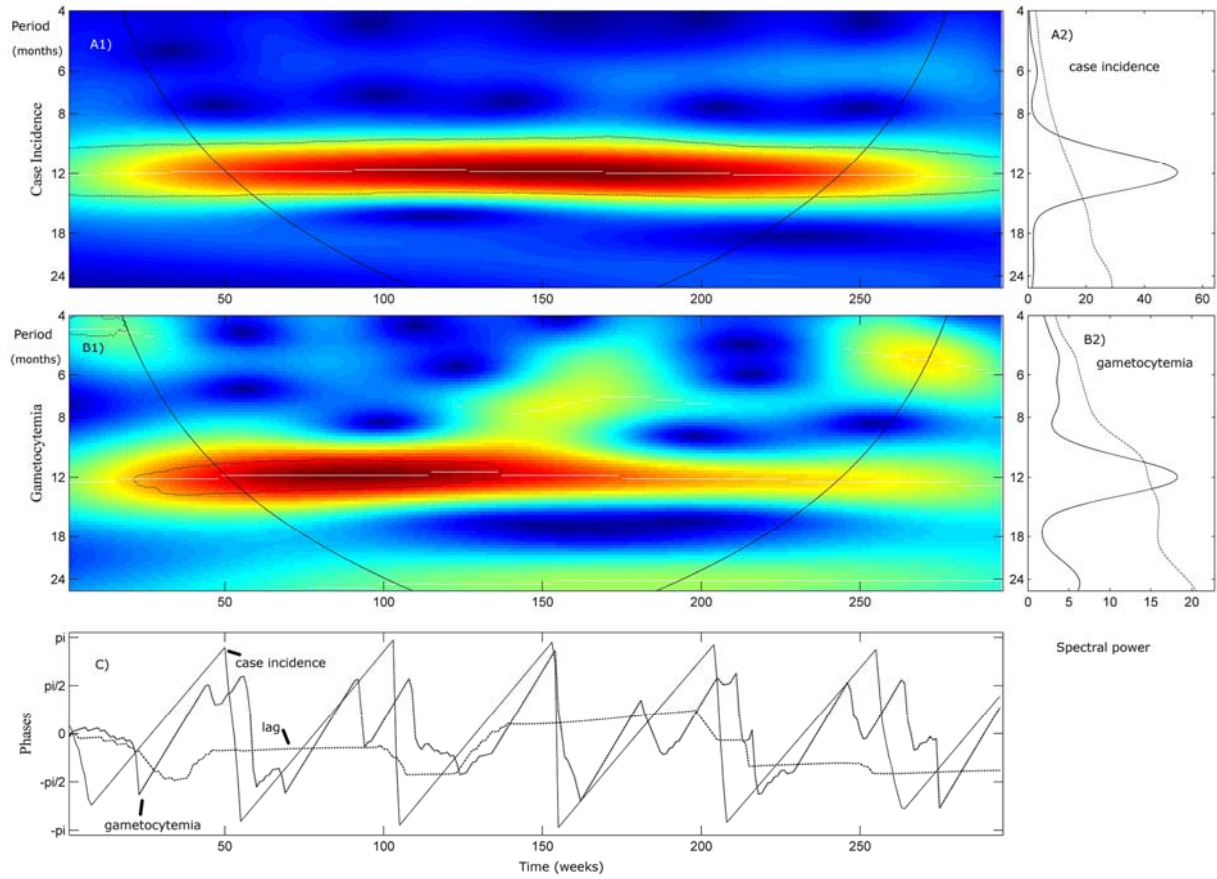 Period
(months)
A1)
4
6
8
12
18
24
Case Incidence
50
100
150
200
250
A2)
case incidence
4
6
8
12
18
24
0
20
40
60
Period
(months)
B1)
4
6
8
12
18
24
Gametocytemia
50
100
150
200
250
B2)
gametocytemia
4
6
8
12
18
24
0
5
10
15
20
Spectral power
C)
pi
pi/2
0
-pi/2
-pi
Phases
case incidence
lag
gametocytemia
50
100
150
200
250
Time (weeks)